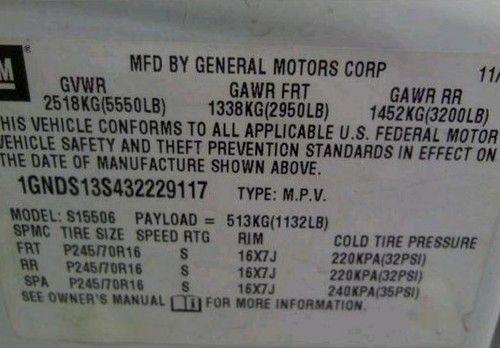 M ®
MFD BY GENERAL MOTORS CORP 11/
GVWR GAWR FRT GAWR RR
2518KG(5550LB) 1338KG(2950LB) 1452KG(3200LB)
THIS VEHICLE CONFORMS TO ALL APPLICABLE U.S. FEDERAL MOTOR
VEHICLE SAFETY AND THEFT PREVENTION STANDARDS IN EFFECT ON
THE DATE OF MANUFACTURE SHOWN ABOVE.
1GNDS13S432229117 TYPE: M.P.V.
MODEL: S15506 PAYLOAD = 513KG(1132LB)
SPMC TIRE SIZE SPEED RTG RIM COLD TIRE PRESSURE
FRT P245/70R16 S 16X7J 220KPA(32PSI)
RR P245/70R16 S 16X7J 220KPA(32PSI)
SPA P245/70R16 S 16X7J 240KPA(35PSI)
SEE OWNER'S MANUAL FOR MORE INFORMATION.